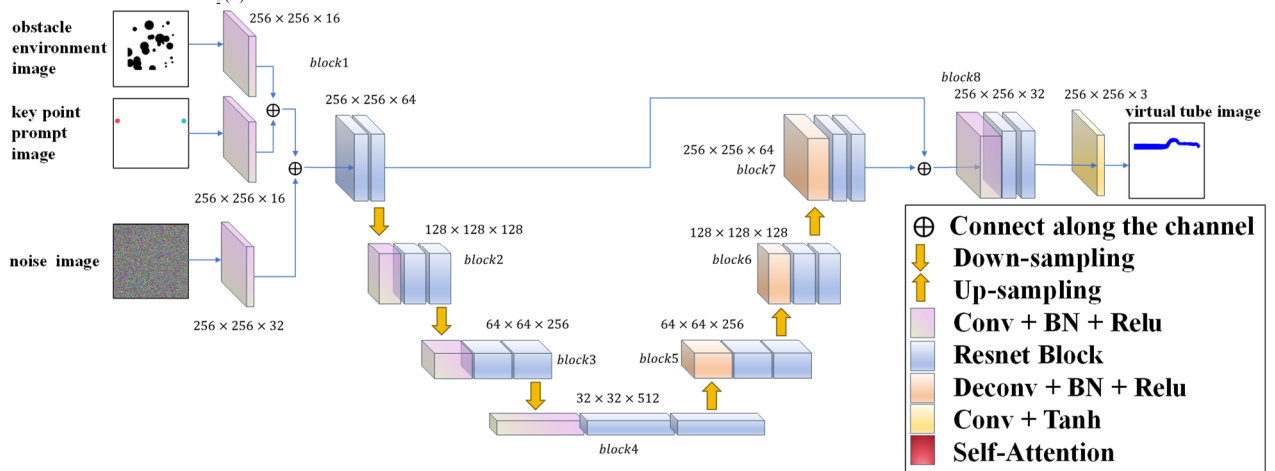 obstacle
environment
image
256 × 256 × 16
block1
key point
prompt
image
256 × 256 × 16
noise image
256 × 256 × 32
256 × 256 × 64
128 × 128 × 128
block2
64 × 64 × 256
block3
32 × 32 × 512
block4
64 × 64 × 256
block5
128 × 128 × 128
block6
256 × 256 × 64
block7
block8
256 × 256 × 32
256 × 256 × 3
virtual tube image
Connect along the channel
Down-sampling
Up-sampling
Conv + BN + Relu
Resnet Block
Deconv + BN + Relu
Conv + Tanh
Self-Attention